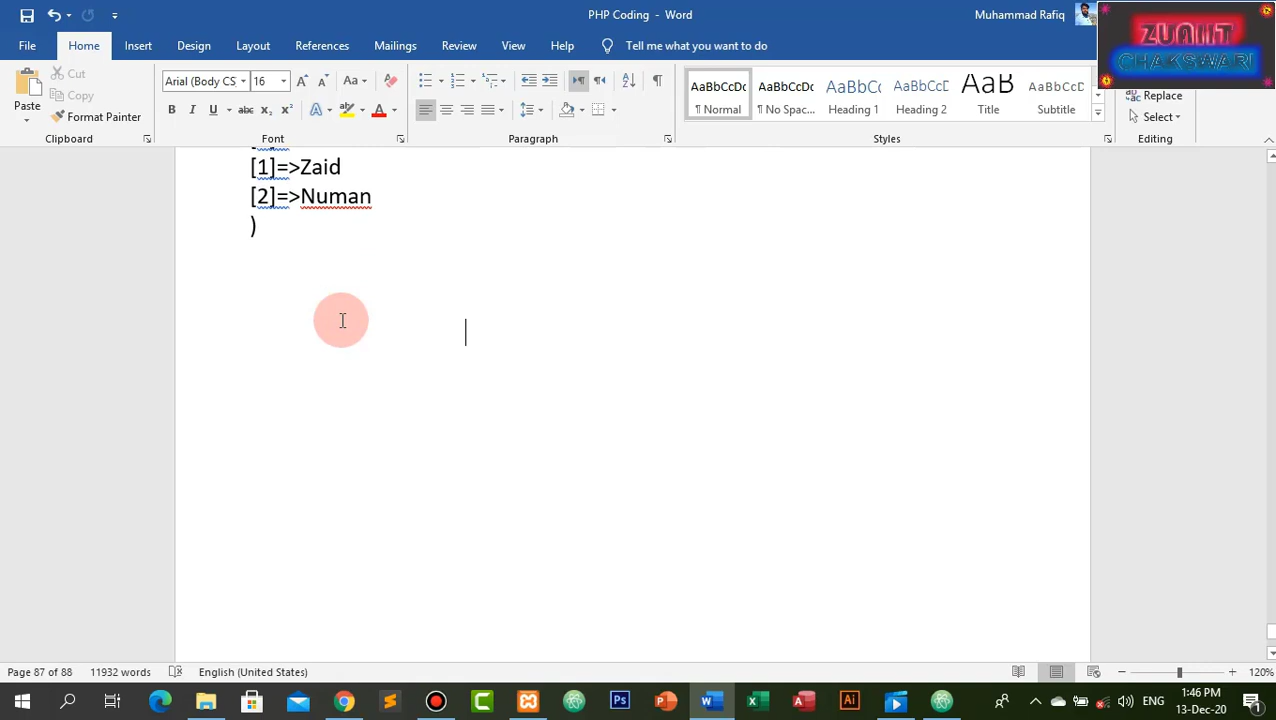 PHP Coding - Word
Muhammad Rafiq
ZUAIIT
CHAKSWARI
File Home Insert Design Layout References Mailings Review View Help Tell me what you want to do
Paste
Cut
Copy
Format Painter
Clipboard
Arial (Body CS) 16
Font
Paragraph
AaBbCcDc AaBbCcDc AaBbCc AaBbCcD AaB AaBbCcD
¶ Normal ¶ No Spac... Heading 1 Heading 2 Title Subtitle
Styles
Replace
Select
Editing
[1]=>Zaid
[2]=>Numan
)
Page 87 of 88 11932 words English (United States) 120%
ENG
1:46 PM
13-Dec-20